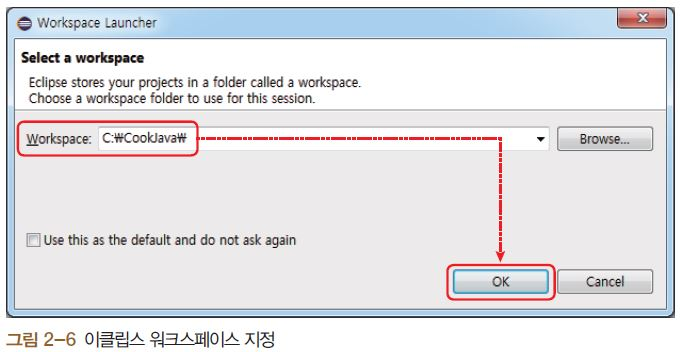 Workspace Launcher
Select a workspace
Eclipse stores your projects in a folder called a workspace.
Choose a workspace folder to use for this session.
Workspace: C:₩CookJava₩ Browse...
Use this as the default and do not ask again
OK Cancel
그림 2-6 이클립스 워크스페이스 지정